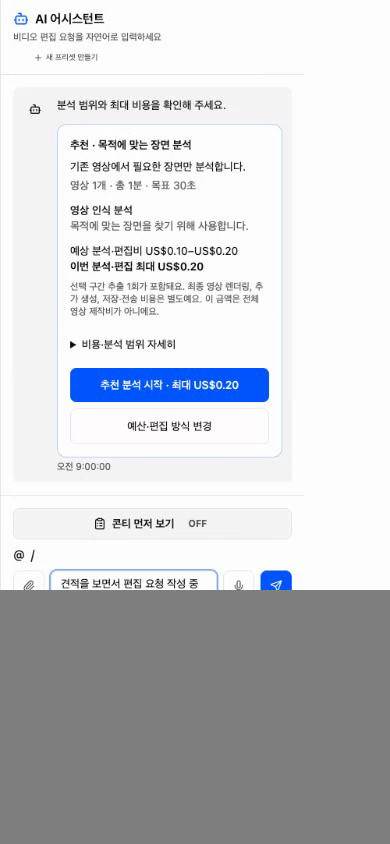 AI 어시스턴트
비디오 편집 요청을 자연어로 입력하세요
+ 새 프리셋 만들기
분석 범위와 최대 비용을 확인해 주세요.
추천 · 목적에 맞는 장면 분석
기존 영상에서 필요한 장면만 분석합니다.
영상 1개 · 총 1분 · 목표 30초
영상 인식 분석
목적에 맞는 장면을 찾기 위해 사용합니다.
예상 분석·편집비 US$0.10–US$0.20
이번 분석·편집 최대 US$0.20
선택 구간 추출 1회가 포함돼요. 최종 영상 렌더링, 추
가 생성, 저장·전송 비용은 별도예요. 이 금액은 전체
영상 제작비가 아니에요.
▶ 비용·분석 범위 자세히
추천 분석 시작 · 최대 US$0.20
예산·편집 방식 변경
오전 9:00:00
콘티 먼저 보기 OFF
@ /
견적을 보면서 편집 요청 작성 중